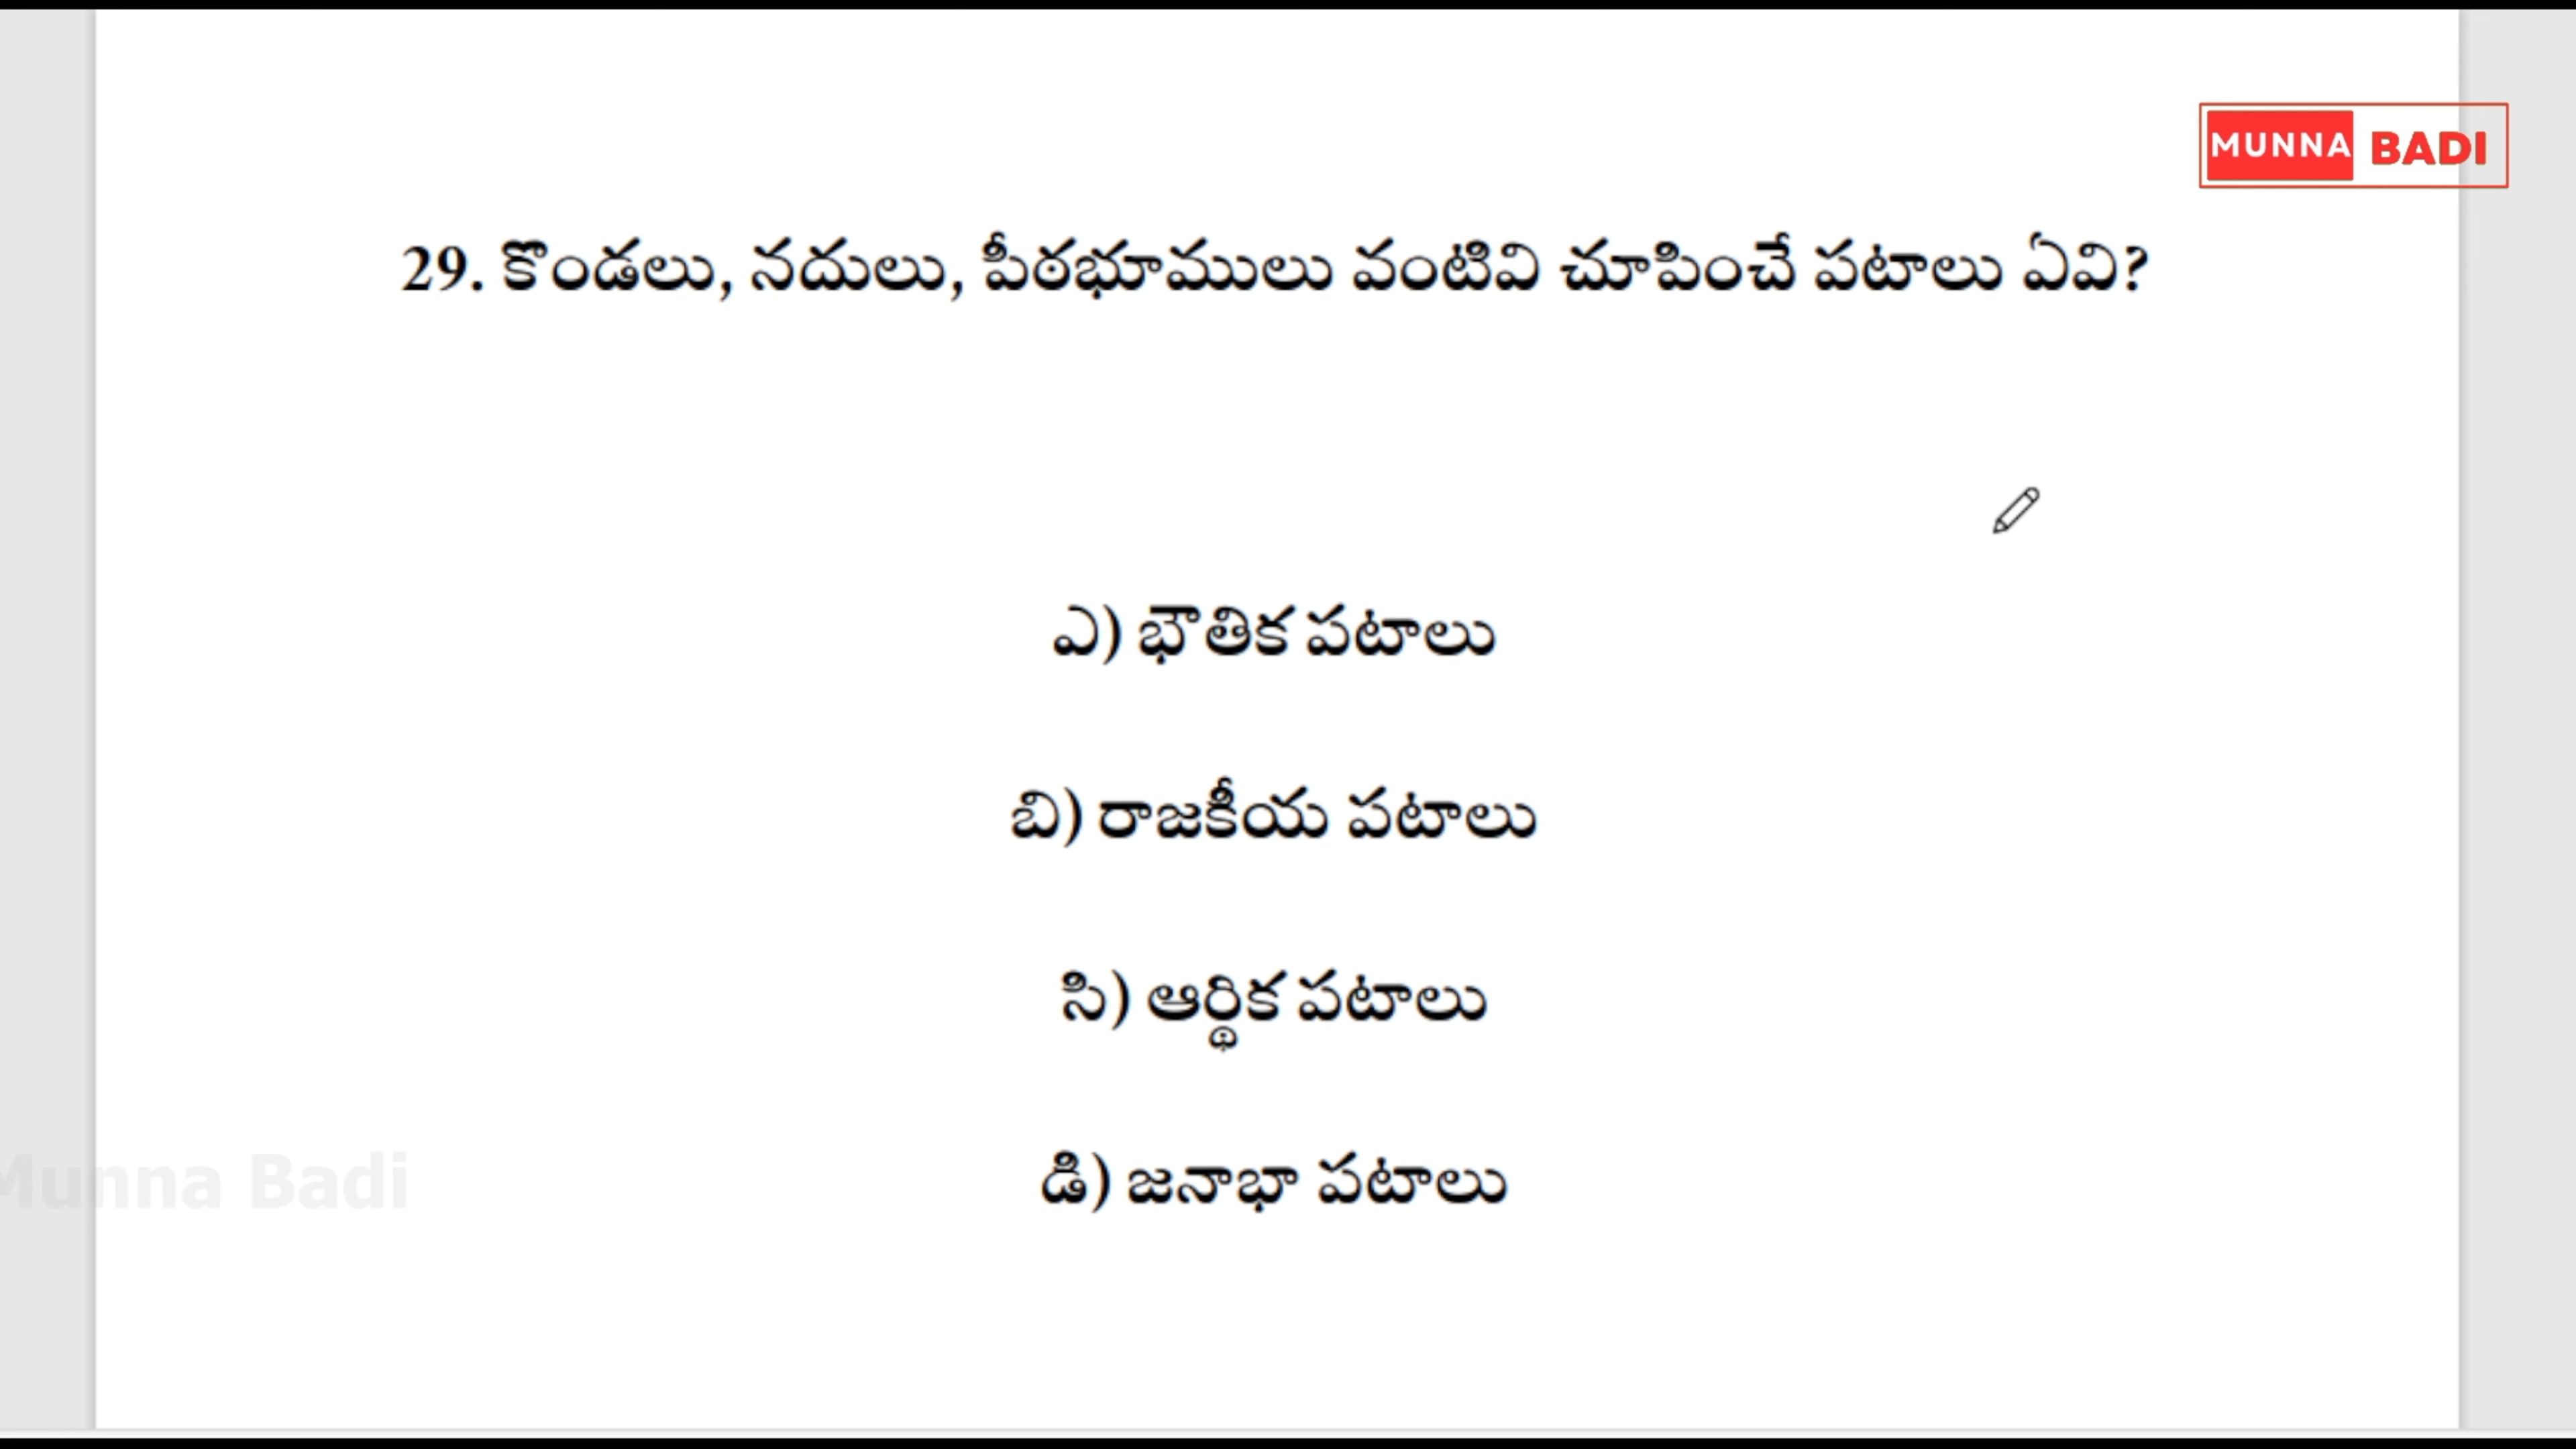 MUNNA BADI
29. కొండలు, నదులు, పీఠభూములు వంటివి చూపించే పటాలు ఏవి?
ఎ) భౌతిక పటాలు
బి) రాజకీయ పటాలు
సి) ఆర్థిక పటాలు
డి) జనాభా పటాలు
Munna Badi